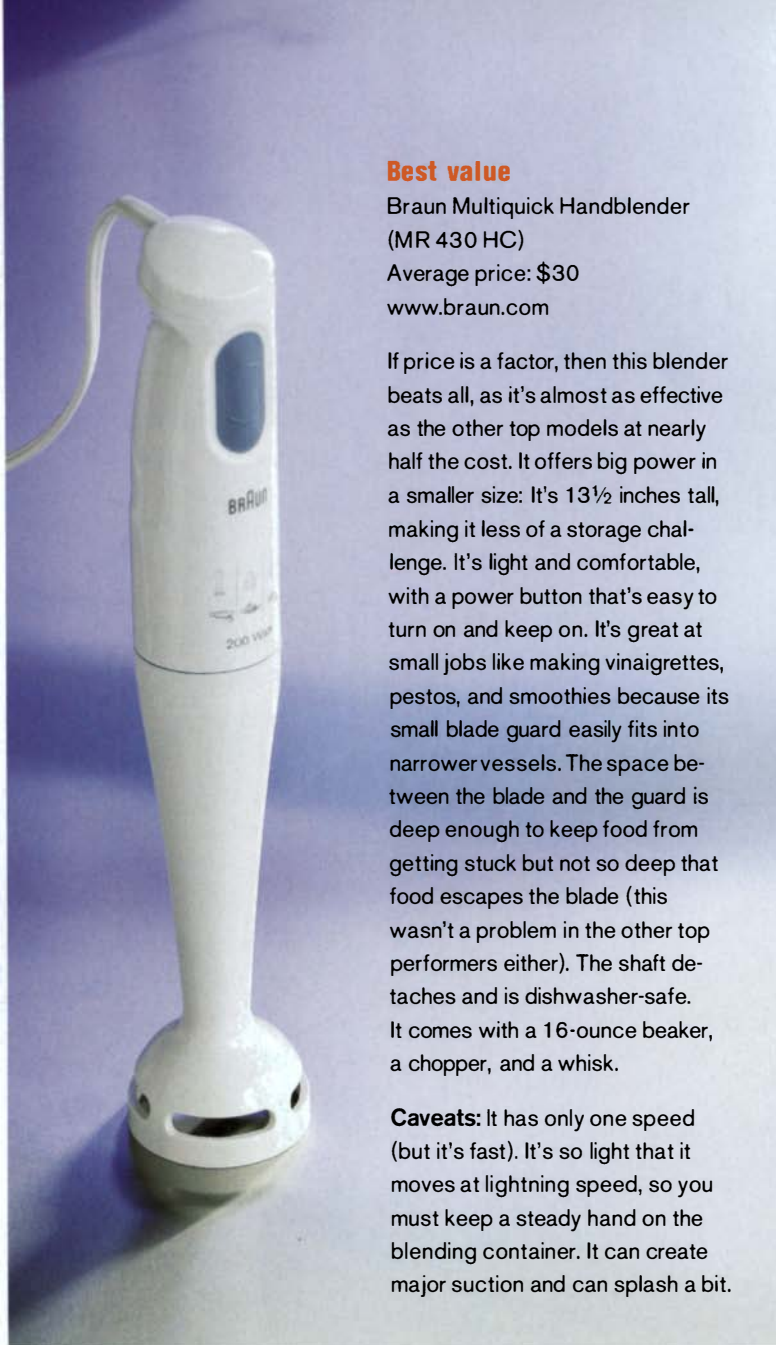 Best value
Braun Multiquick Handblender
(MR 430 HC)
Average price: $30
www.braun.com
If price is a factor, then this blender
beats all, as it's almost as effective
as the other top models at nearly
half the cost. It offers big power in
a smaller size: It's 13½ inches tall,
making it less of a storage chal-
lenge. It's light and comfortable,
with a power button that's easy to
turn on and keep on. It's great at
small jobs like making vinaigrettes,
pestos, and smoothies because its
small blade guard easily fits into
narrower vessels. The space be-
tween the blade and the guard is
deep enough to keep food from
getting stuck but not so deep that
food escapes the blade (this
wasn't a problem in the other top
performers either). The shaft de-
taches and is dishwasher-safe.
It comes with a 16-ounce beaker,
a chopper, and a whisk.
Caveats: It has only one speed
(but it's fast). It's so light that it
moves at lightning speed, so you
must keep a steady hand on the
blending container. It can create
major suction and can splash a bit.
BRAUN
200